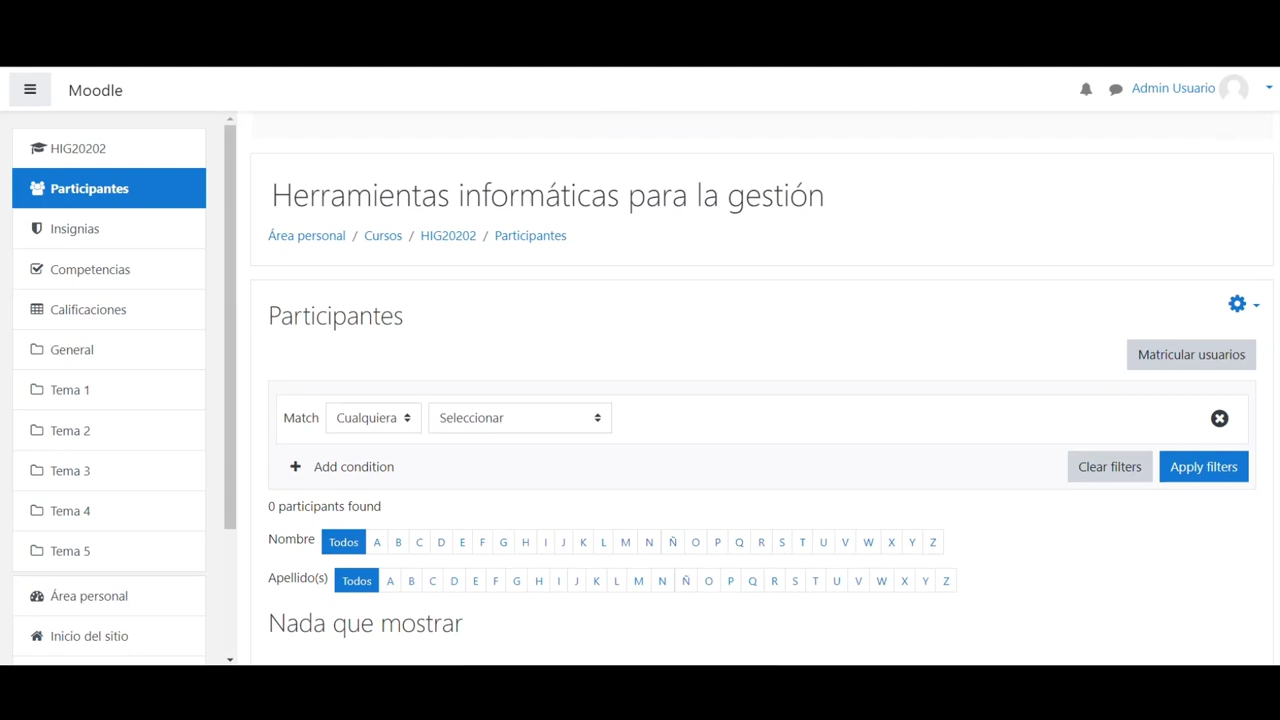 Moodle
Admin Usuario
HIG20202
Participantes
Insignias
Competencias
Calificaciones
General
Tema 1
Tema 2
Tema 3
Tema 4
Tema 5
Área personal
Inicio del sitio
Herramientas informáticas para la gestión
Área personal / Cursos / HIG20202 / Participantes
Participantes
Matricular usuarios
Match Cualquiera Seleccionar
Add condition Clear filters Apply filters
0 participants found
Nombre Todos A B C D E F G H I J K L M N Ñ O P Q R S T U V W X Y Z
Apellido(s) Todos A B C D E F G H I J K L M N Ñ O P Q R S T U V W X Y Z
Nada que mostrar